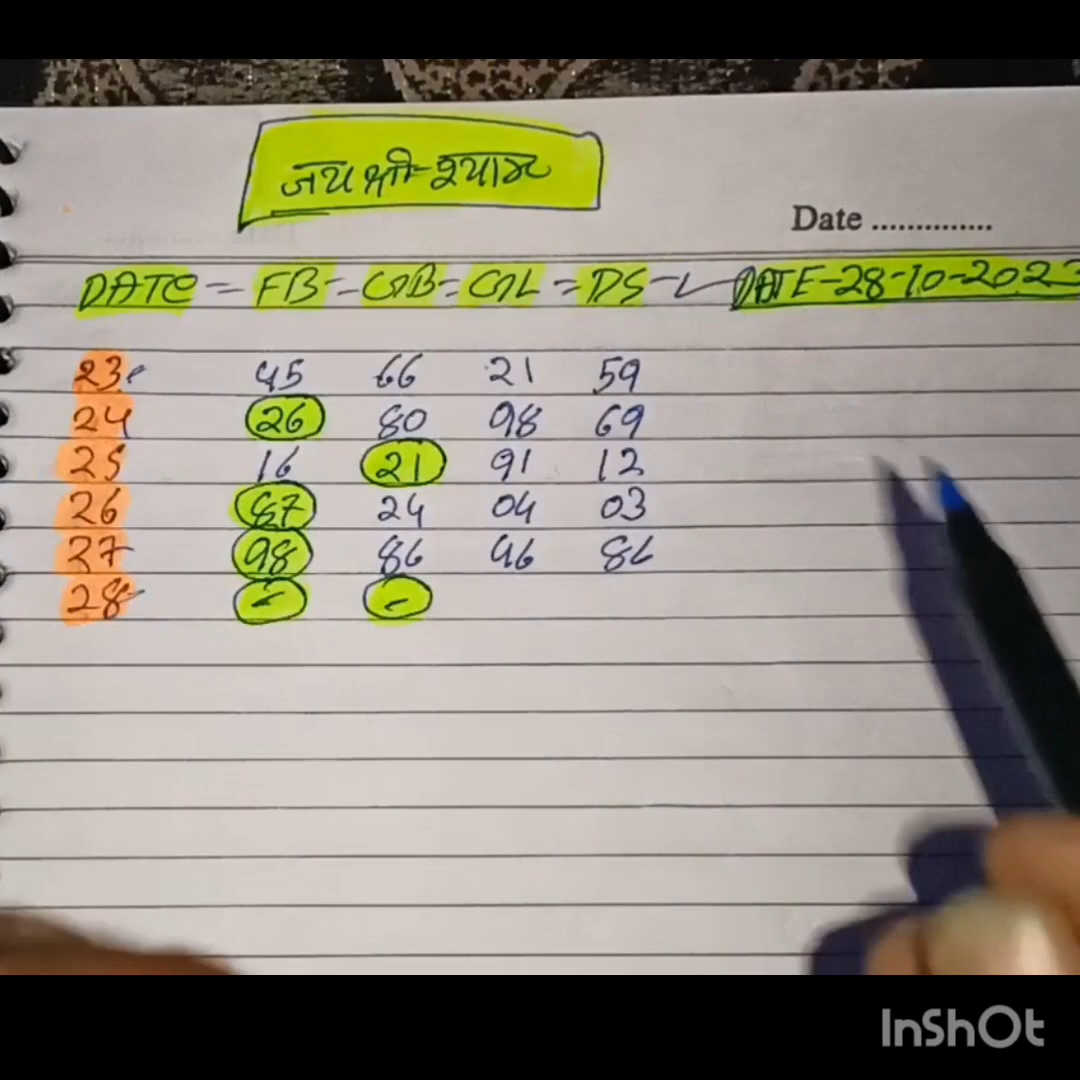 जय श्री श्याम
Date ..............
DATE = FB - GB = GL = DS - DATE - 28-10-2023
23 45 66 21 59
24 26 80 98 69
25 16 21 91 12
26 87 24 04 03
27 98 86 46 86
28 - -
InShOt